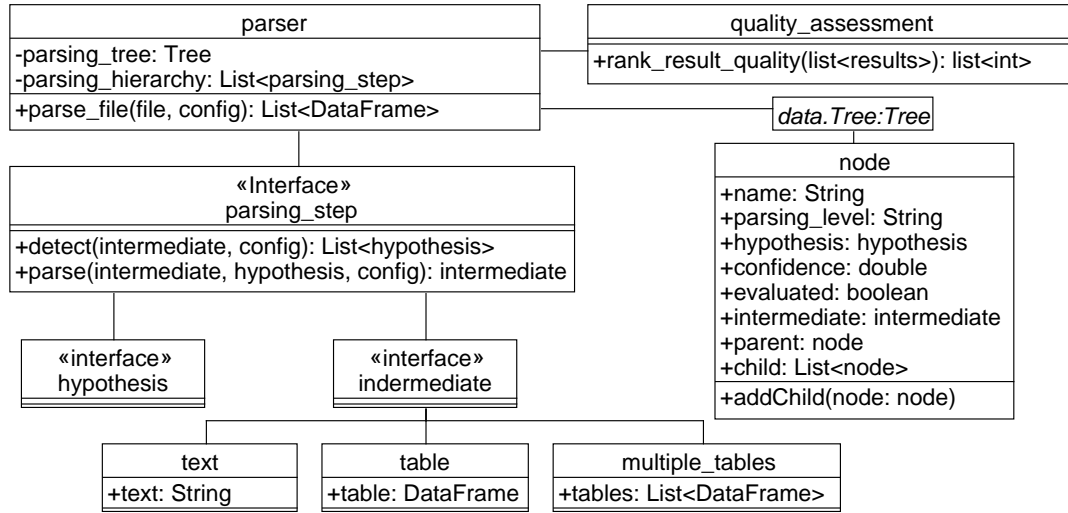 parser
-parsing_tree: Tree
-parsing_hierarchy: List<parsing_step>
+parse_file(file, config): List<DataFrame>
quality_assessment
+rank_result_quality(list<results>): list<int>
data.Tree:Tree
node
+name: String
+parsing_level: String
+hypothesis: hypothesis
+confidence: double
+evaluated: boolean
+intermediate: intermediate
+parent: node
+child: List<node>
+addChild(node: node)
«Interface»
parsing_step
+detect(intermediate, config): List<hypothesis>
+parse(intermediate, hypothesis, config): intermediate
«interface»
hypothesis
«interface»
indermediate
text
+text: String
table
+table: DataFrame
multiple_tables
+tables: List<DataFrame>